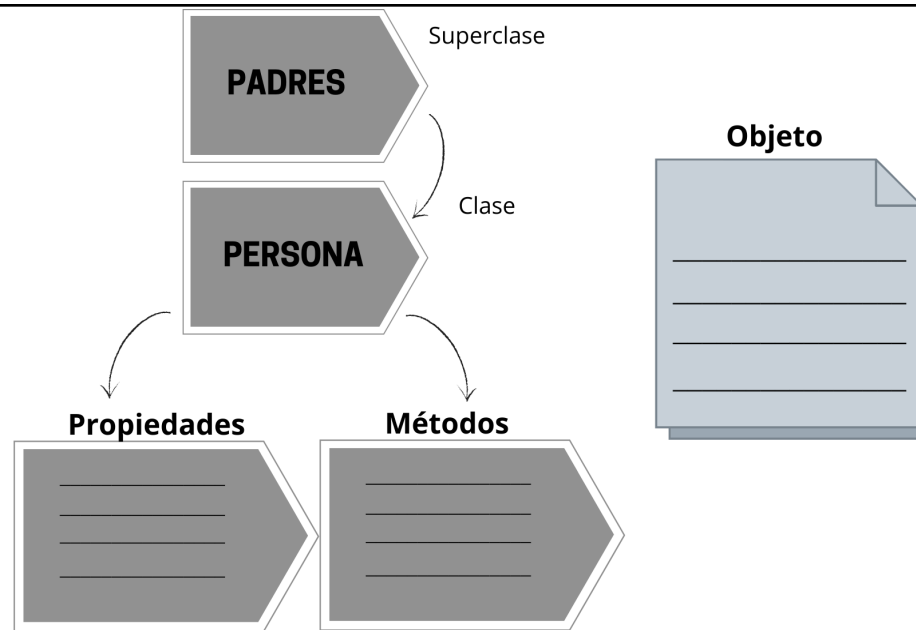 Superclase
PADRES
Objeto
Clase
PERSONA
Propiedades
Métodos